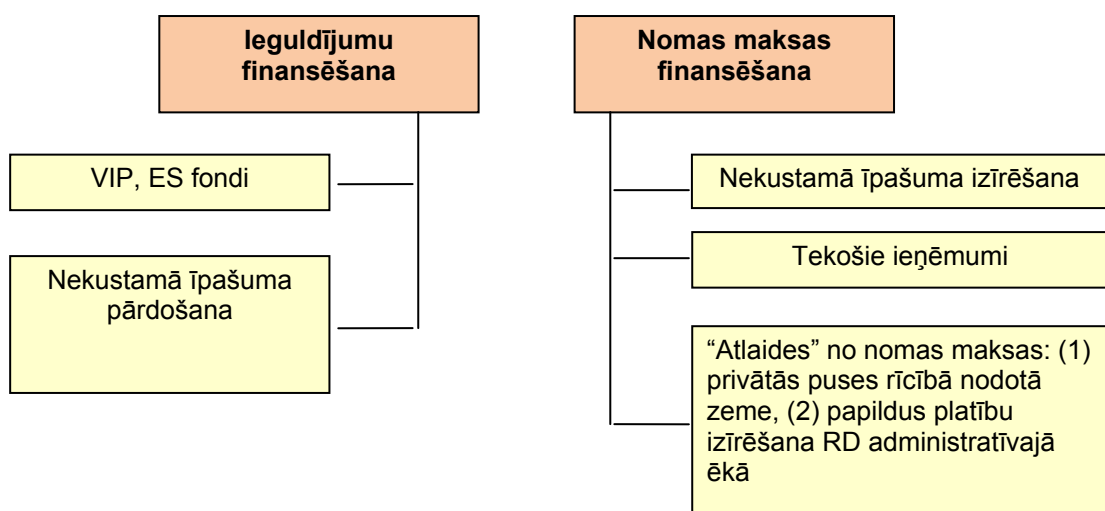 Ieguldījumu
finansēšana
VIP, ES fondi
Nekustamā īpašuma
pārdošana
Nomas maksas
finansēšana
Nekustamā īpašuma izīrēšana
Tekošie ieņēmumi
“Atlaides” no nomas maksas: (1)
privātās puses rīcībā nodotā
zeme, (2) papildus platību
izīrēšana RD administratīvajā
ēkā